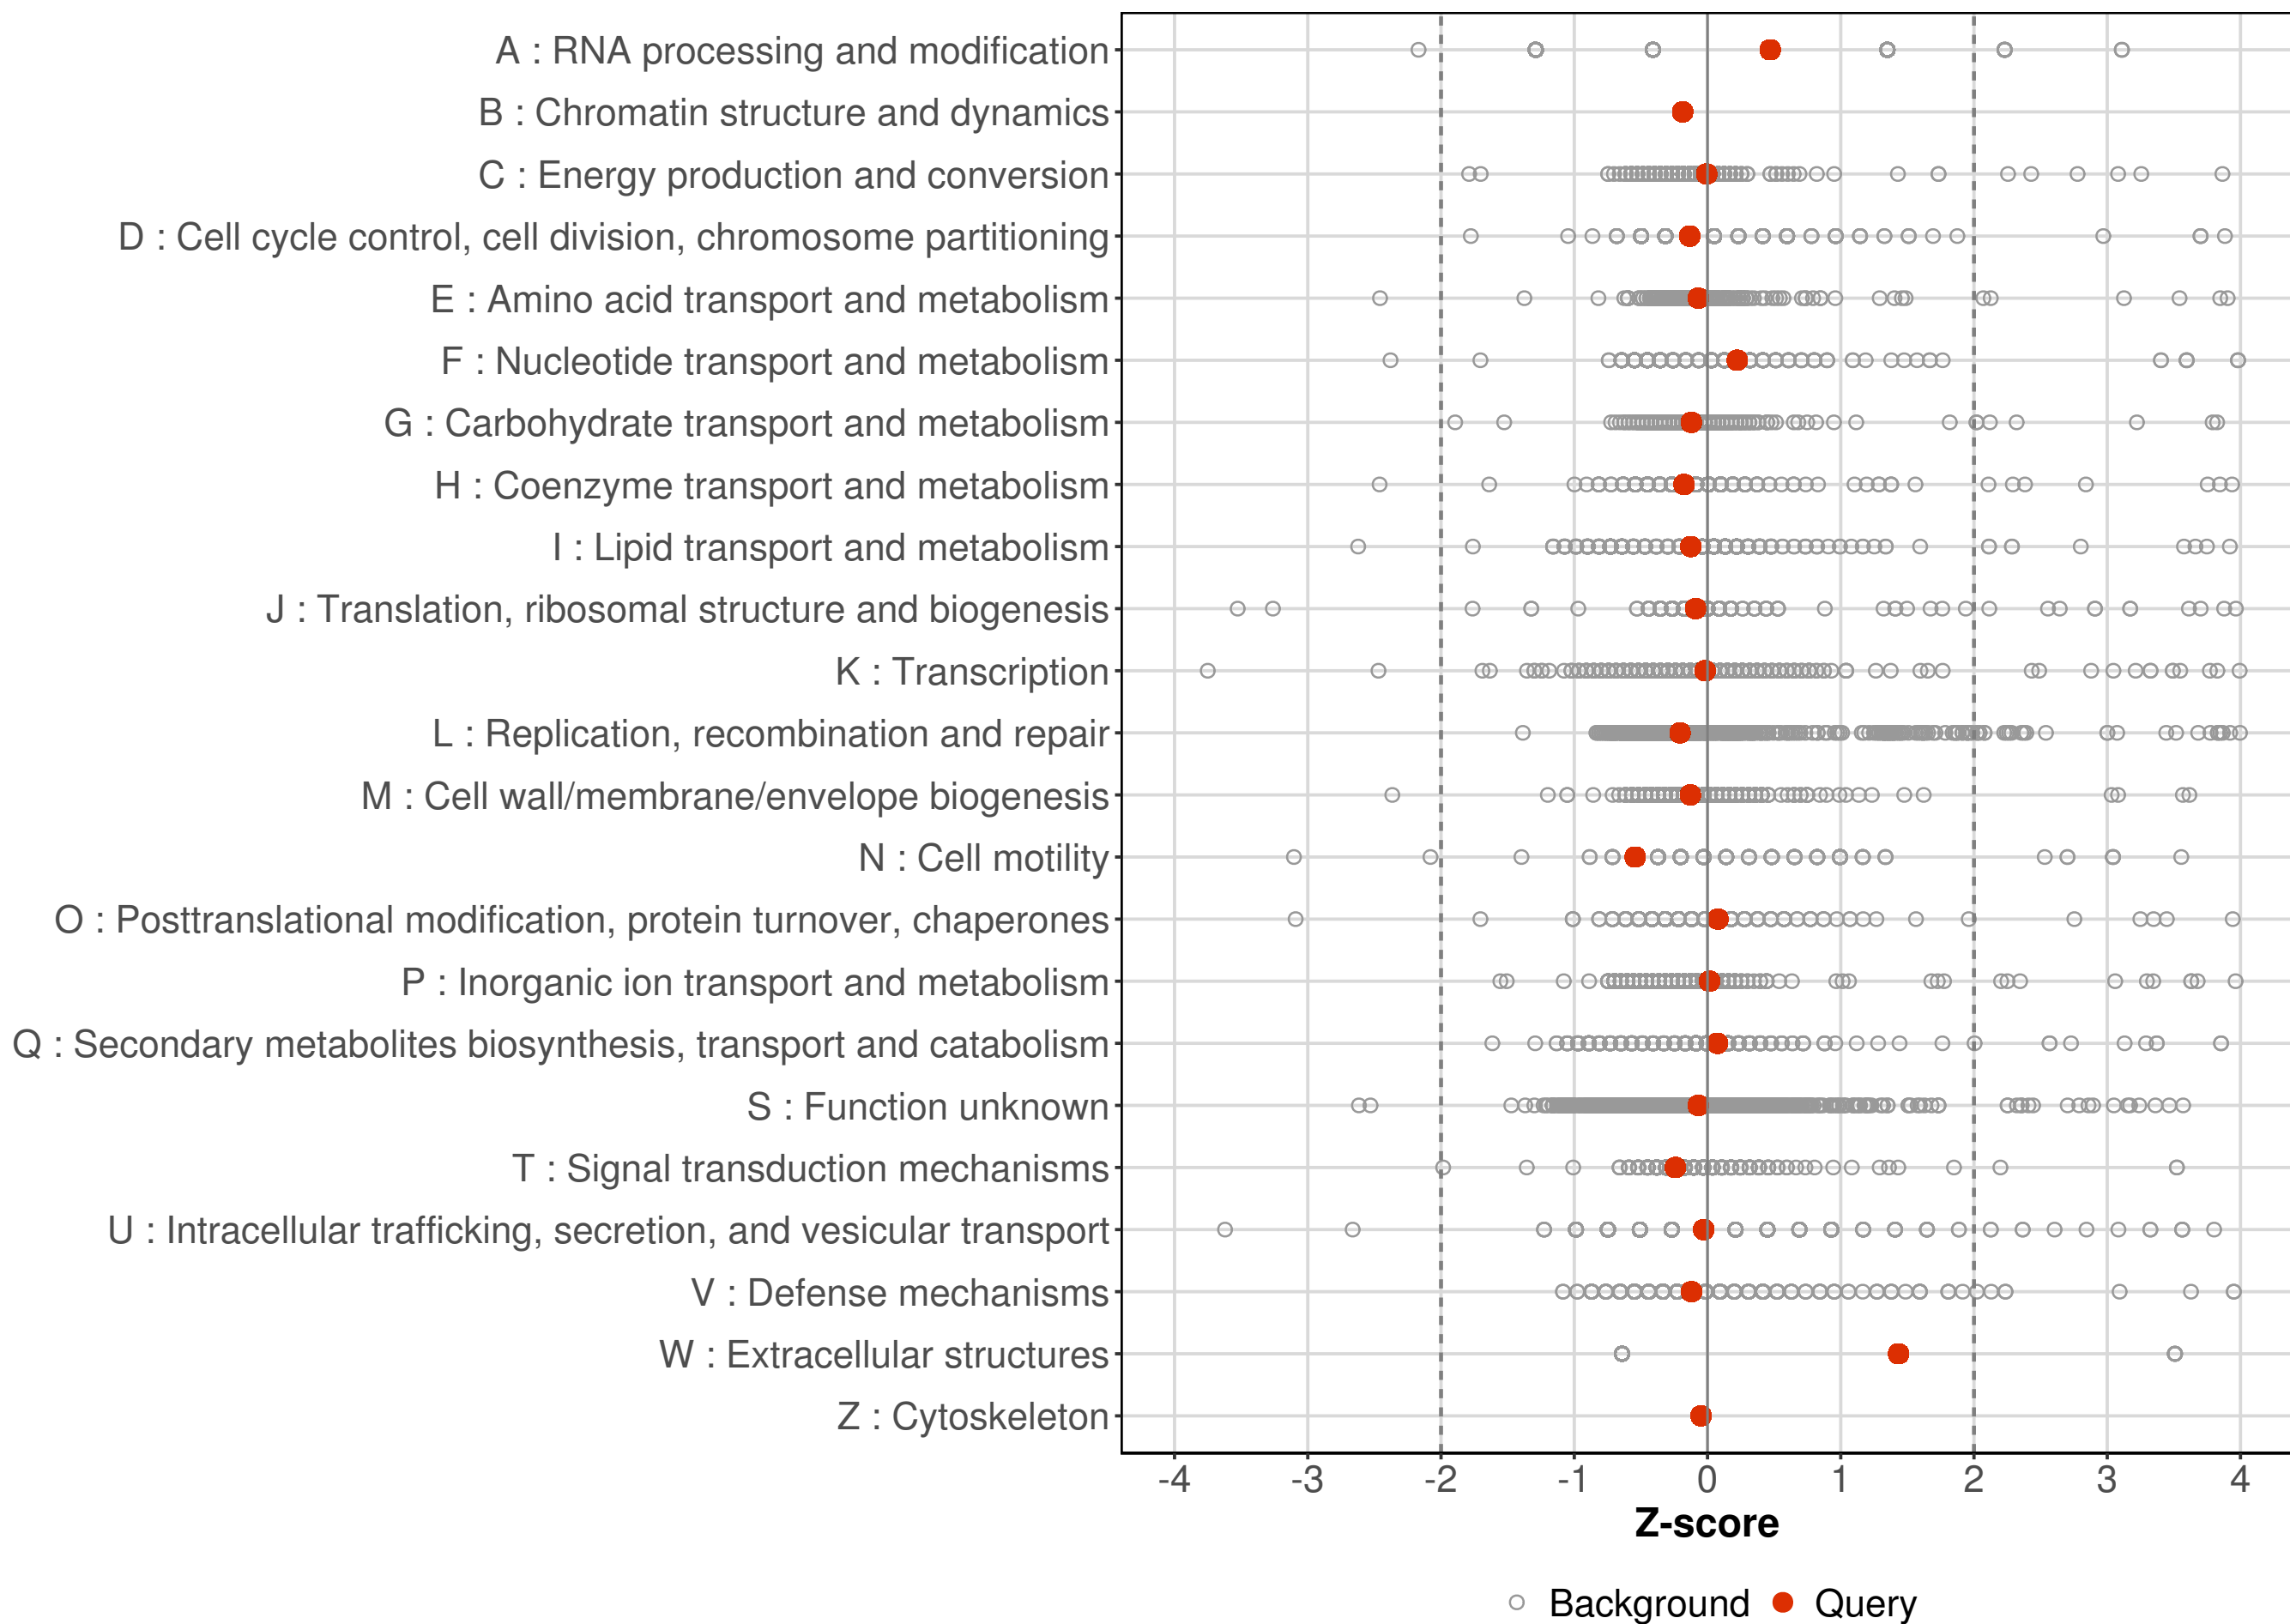 A : RNA processing and modification
B : Chromatin structure and dynamics
C : Energy production and conversion
D : Cell cycle control, cell division, chromosome partitioning
E : Amino acid transport and metabolism
F : Nucleotide transport and metabolism
G : Carbohydrate transport and metabolism
H : Coenzyme transport and metabolism
I : Lipid transport and metabolism
J : Translation, ribosomal structure and biogenesis
K : Transcription
L : Replication, recombination and repair
M : Cell wall/membrane/envelope biogenesis
N : Cell motility
O : Posttranslational modification, protein turnover, chaperones
P : Inorganic ion transport and metabolism
Q : Secondary metabolites biosynthesis, transport and catabolism
S : Function unknown
T : Signal transduction mechanisms
U : Intracellular trafficking, secretion, and vesicular transport
V : Defense mechanisms
W : Extracellular structures
Z : Cytoskeleton
-4 -3 -2 -1 0 1 2 3 4
Z-score
Background Query